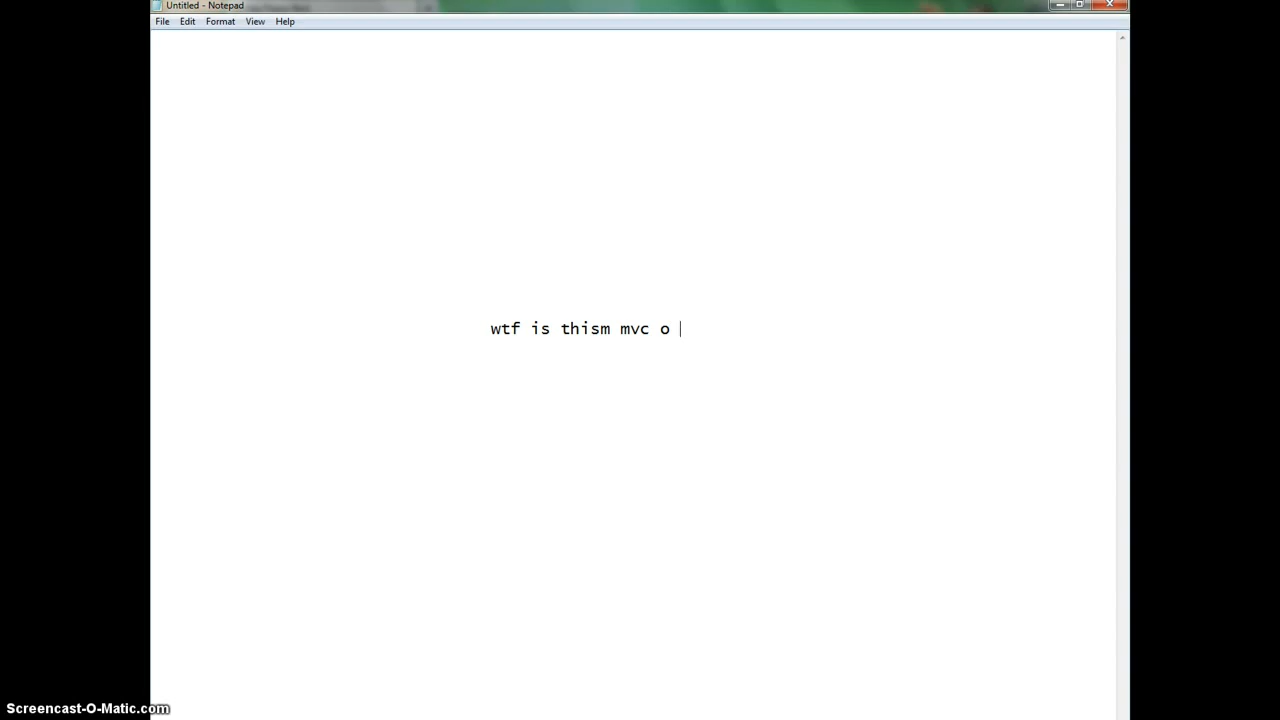 Untitled - Notepad
File Edit Format View Help
wtf is thism mvc o
Screencast-O-Matic.com